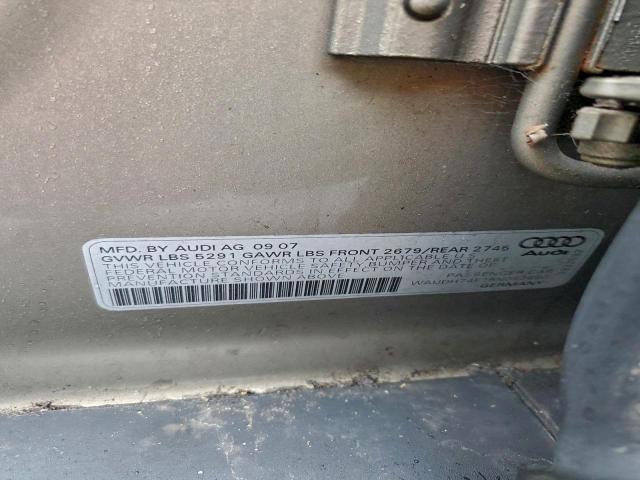 MFD. BY AUDI AG 09 07
GVWR LBS 5291 GAWR LBS FRONT 2679/REAR 2745
THIS VEHICLE CONFORMS TO ALL APPLICABLE U.S.
FEDERAL MOTOR VEHICLE SAFETY, BUMPER AND THEFT
PREVENTION STANDARDS IN EFFECT ON THE DATE OF
MANUFACTURE SHOWN ABOVE.
Audi
PASSENGER CAR
GERMANY